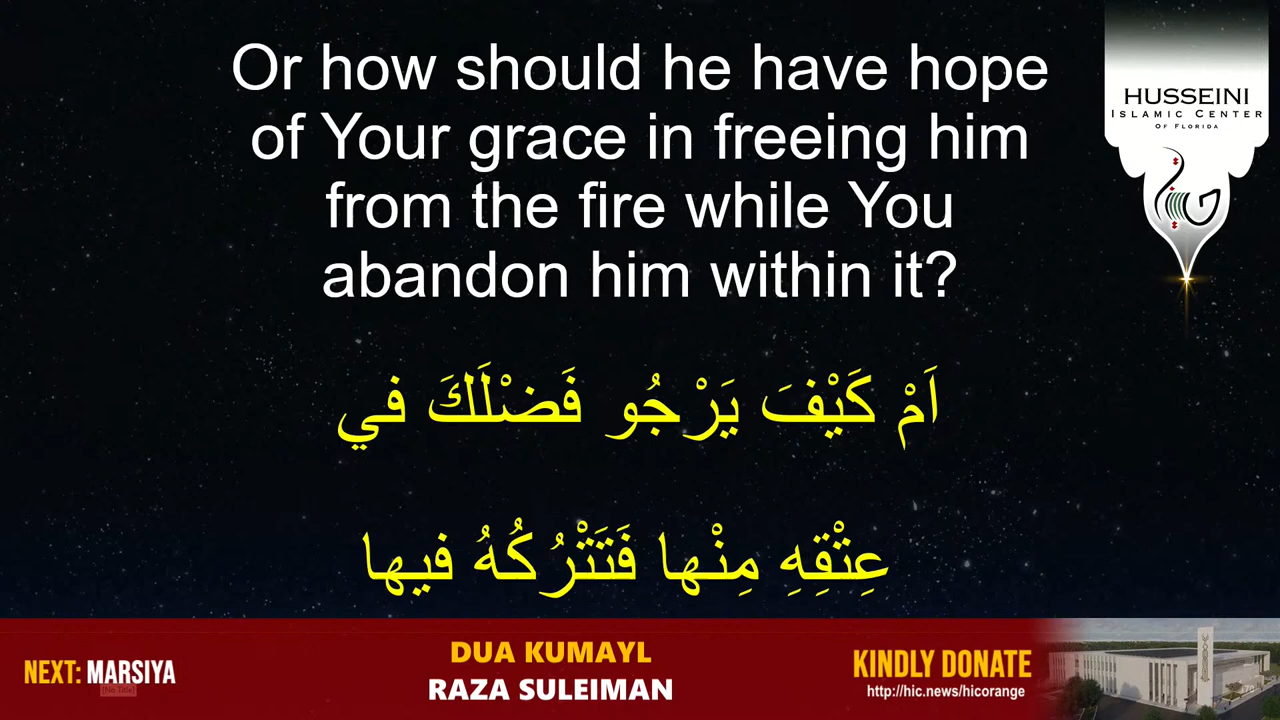 Or how should he have hope
of Your grace in freeing him
from the fire while You
abandon him within it?
اَمْ كَيْفَ يَرْجُو فَضْلَكَ في
عِتْقِهِ مِنْها فَتَتْرُكُهُ فيها
HUSSEINI
ISLAMIC CENTER
OF FLORIDA
NEXT: MARSIYA
[No Title]
DUA KUMAYL
RAZA SULEIMAN
KINDLY DONATE
http://hic.news/hicorange